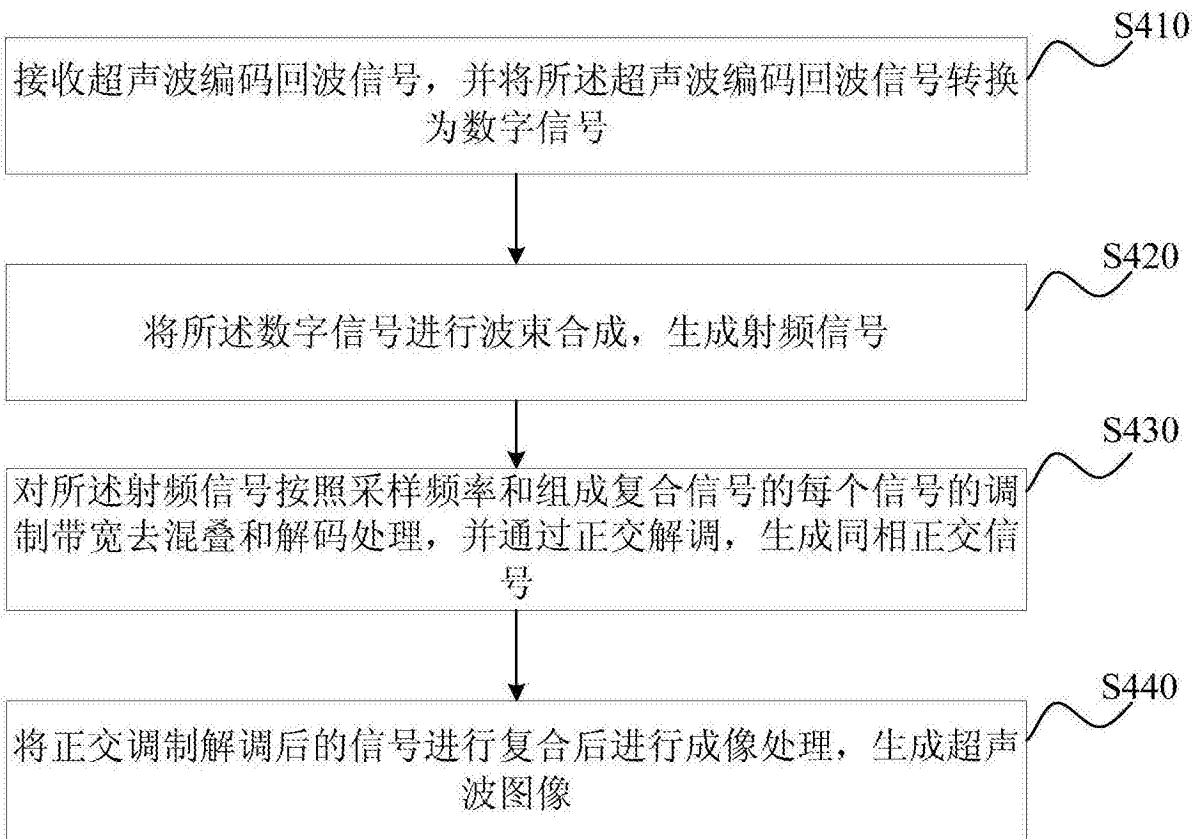 S410
接收超声波编码回波信号，并将所述超声波编码回波信号转换
为数字信号
S420
将所述数字信号进行波束合成，生成射频信号
S430
对所述射频信号按照采样频率和组成复合信号的每个信号的调
制带宽去混叠和解码处理，并通过正交解调，生成同相正交信
号
S440
将正交调制解调后的信号进行复合后进行成像处理，生成超声
波图像